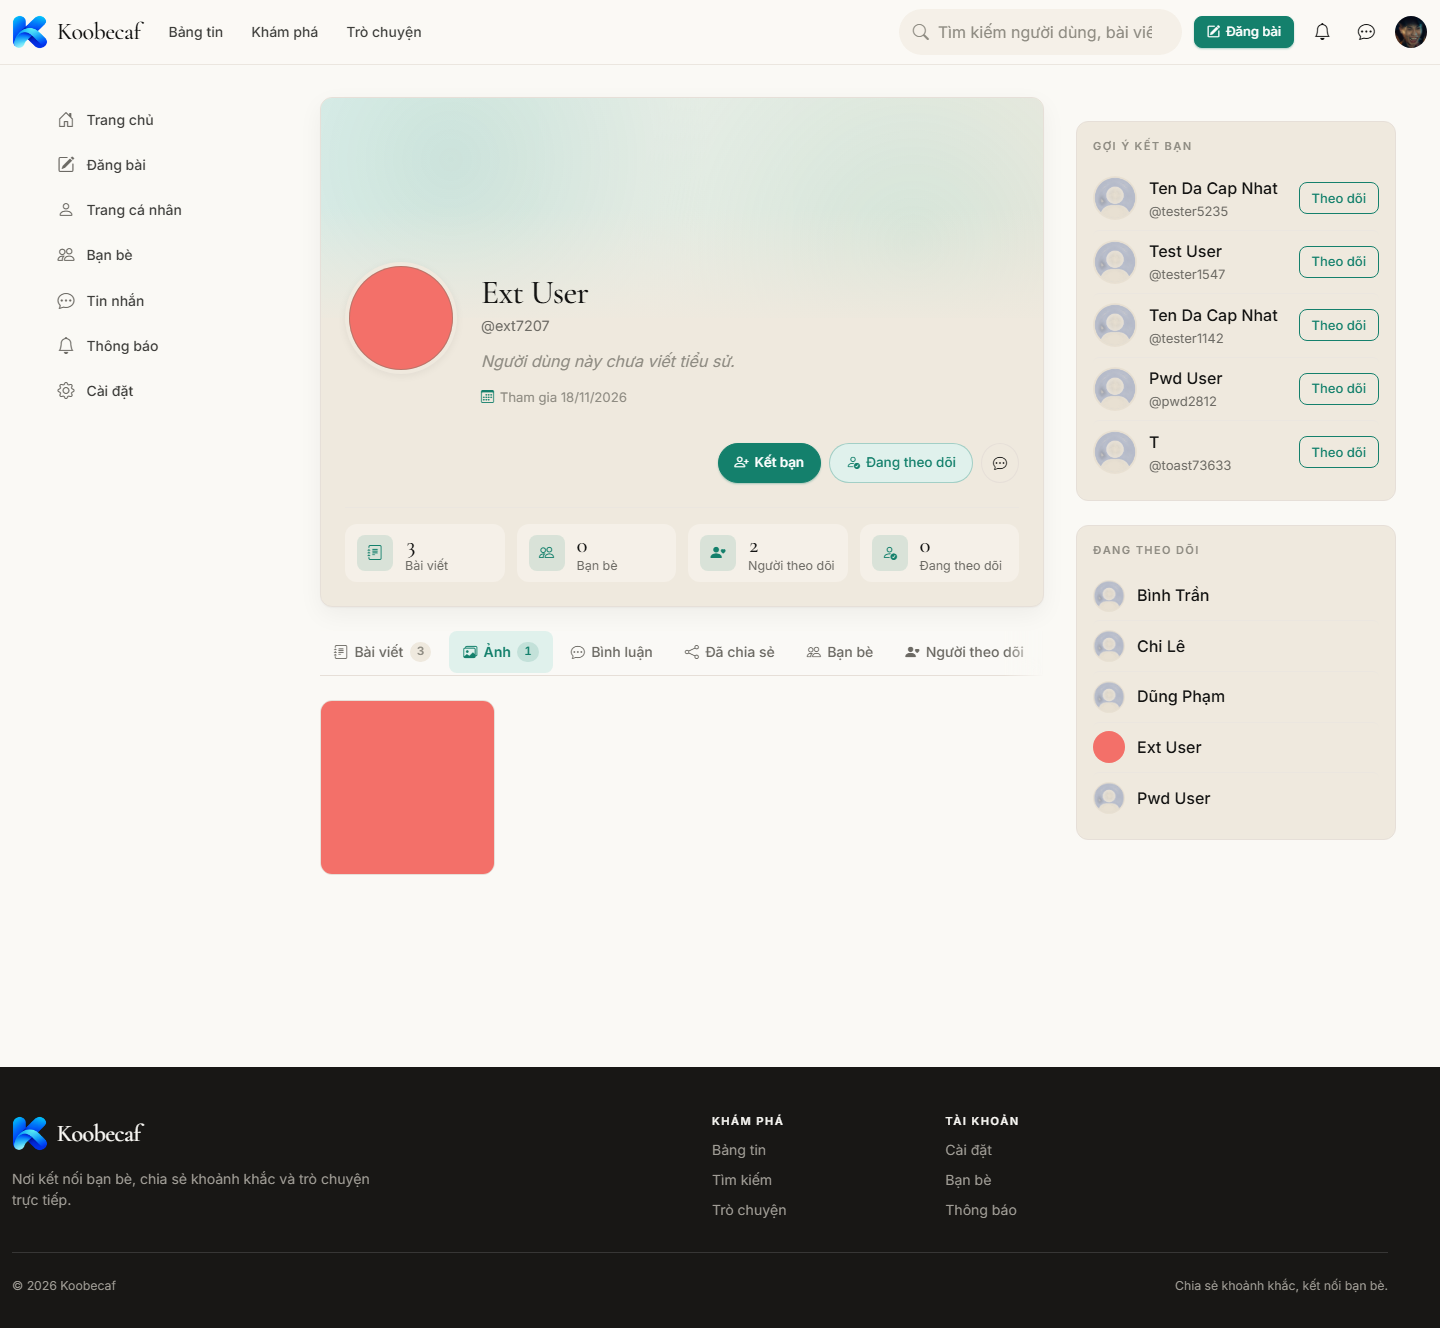 Koobecaf
Bảng tin
Khám phá
Trò chuyện
Tìm kiếm người dùng, bài viế
Đăng bài
Trang chủ
Đăng bài
Trang cá nhân
Bạn bè
Tin nhắn
Thông báo
Cài đặt
Ext User
@ext7207
Người dùng này chưa viết tiểu sử.
Tham gia 18/11/2026
Kết bạn
Đang theo dõi
3
Bài viết
0
Bạn bè
2
Người theo dõi
0
Đang theo dõi
Bài viết 3
Ảnh 1
Bình luận
Đã chia sẻ
Bạn bè
Người theo dõi
GỢI Ý KẾT BẠN
Ten Da Cap Nhat
@tester5235
Theo dõi
Test User
@tester1547
Theo dõi
Ten Da Cap Nhat
@tester1142
Theo dõi
Pwd User
@pwd2812
Theo dõi
T
@toast73633
Theo dõi
ĐANG THEO DÕI
Bình Trần
Chi Lê
Dũng Phạm
Ext User
Pwd User
Koobecaf
Nơi kết nối bạn bè, chia sẻ khoảnh khắc và trò chuyện
trực tiếp.
KHÁM PHÁ
Bảng tin
Tìm kiếm
Trò chuyện
TÀI KHOẢN
Cài đặt
Bạn bè
Thông báo
© 2026 Koobecaf
Chia sẻ khoảnh khắc, kết nối bạn bè.